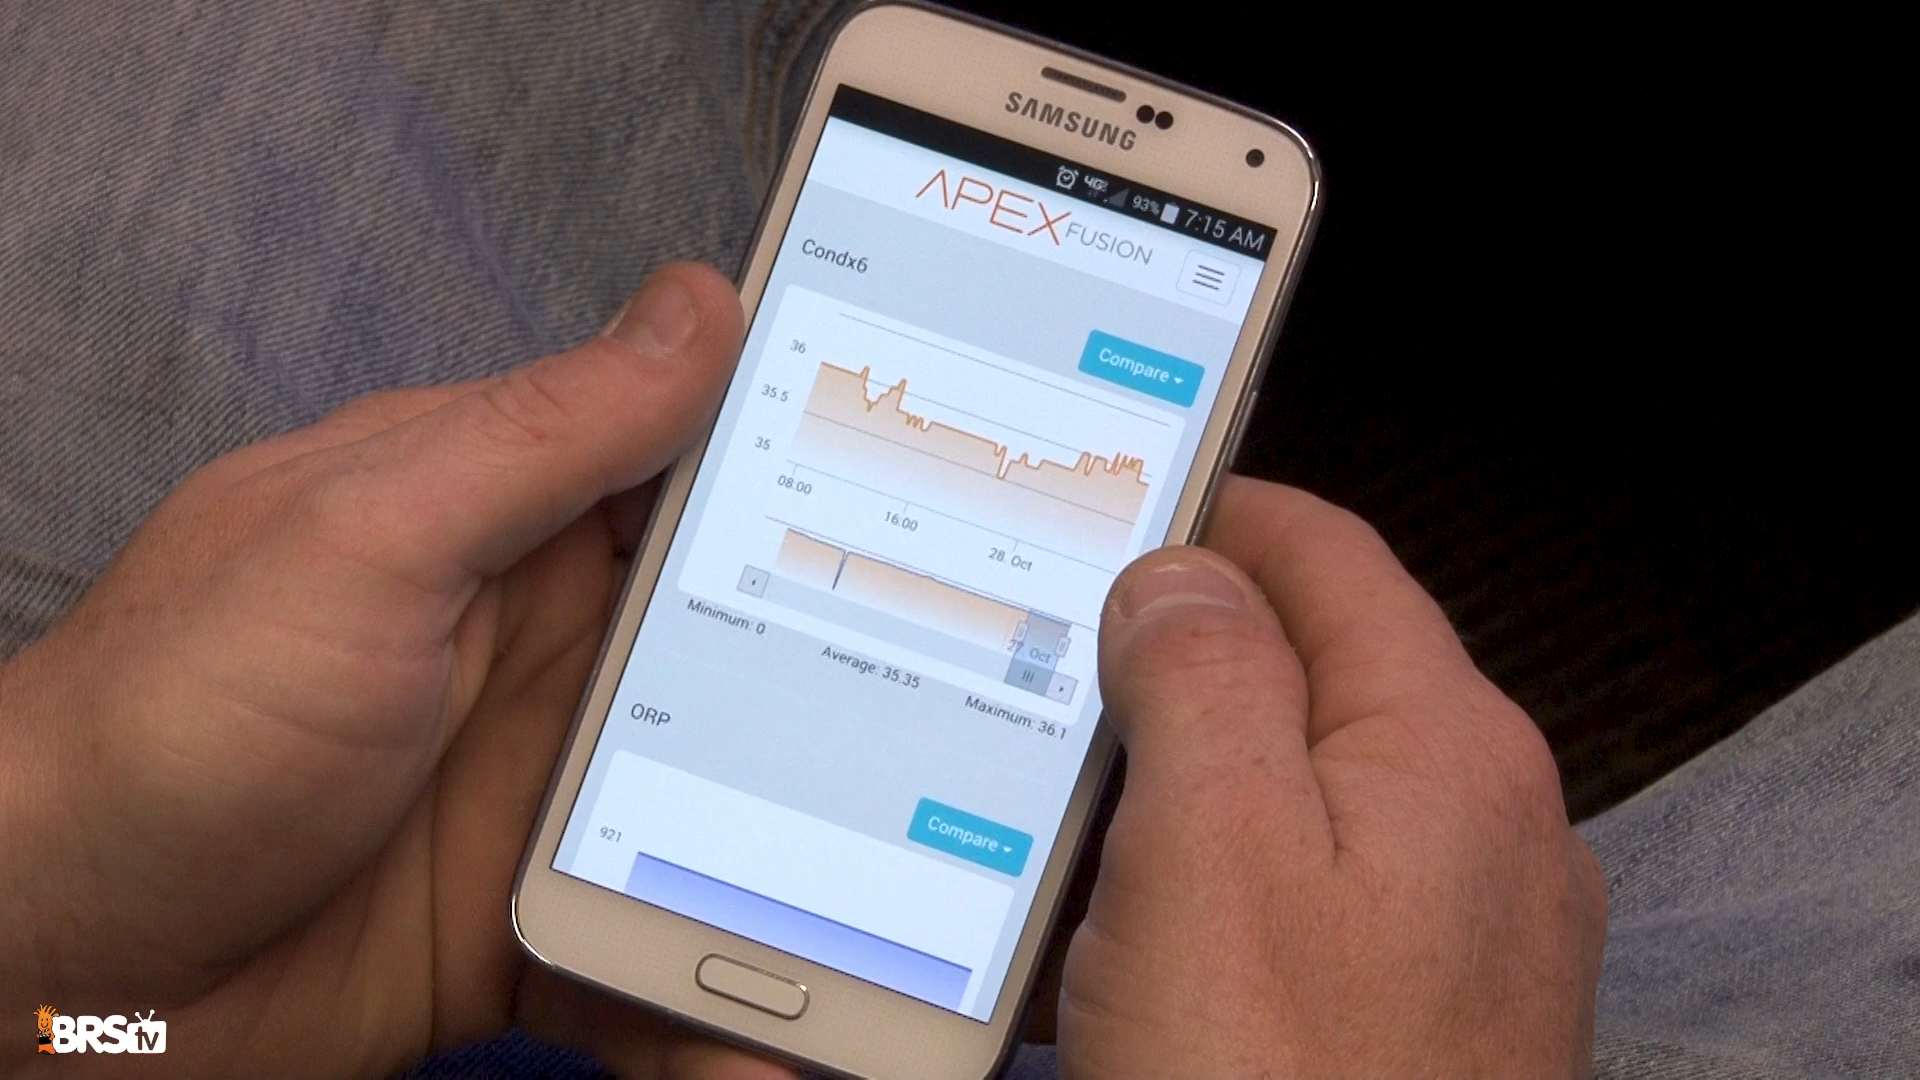 SAMSUNG
4G 93% 7:15 AM
APEX FUSION
Condx6
Compare
36
35.5
35
08:00
16:00
28. Oct
27. Oct
Minimum: 0
Average: 35.35
Maximum: 36.1
ORP
Compare
921
BRStv